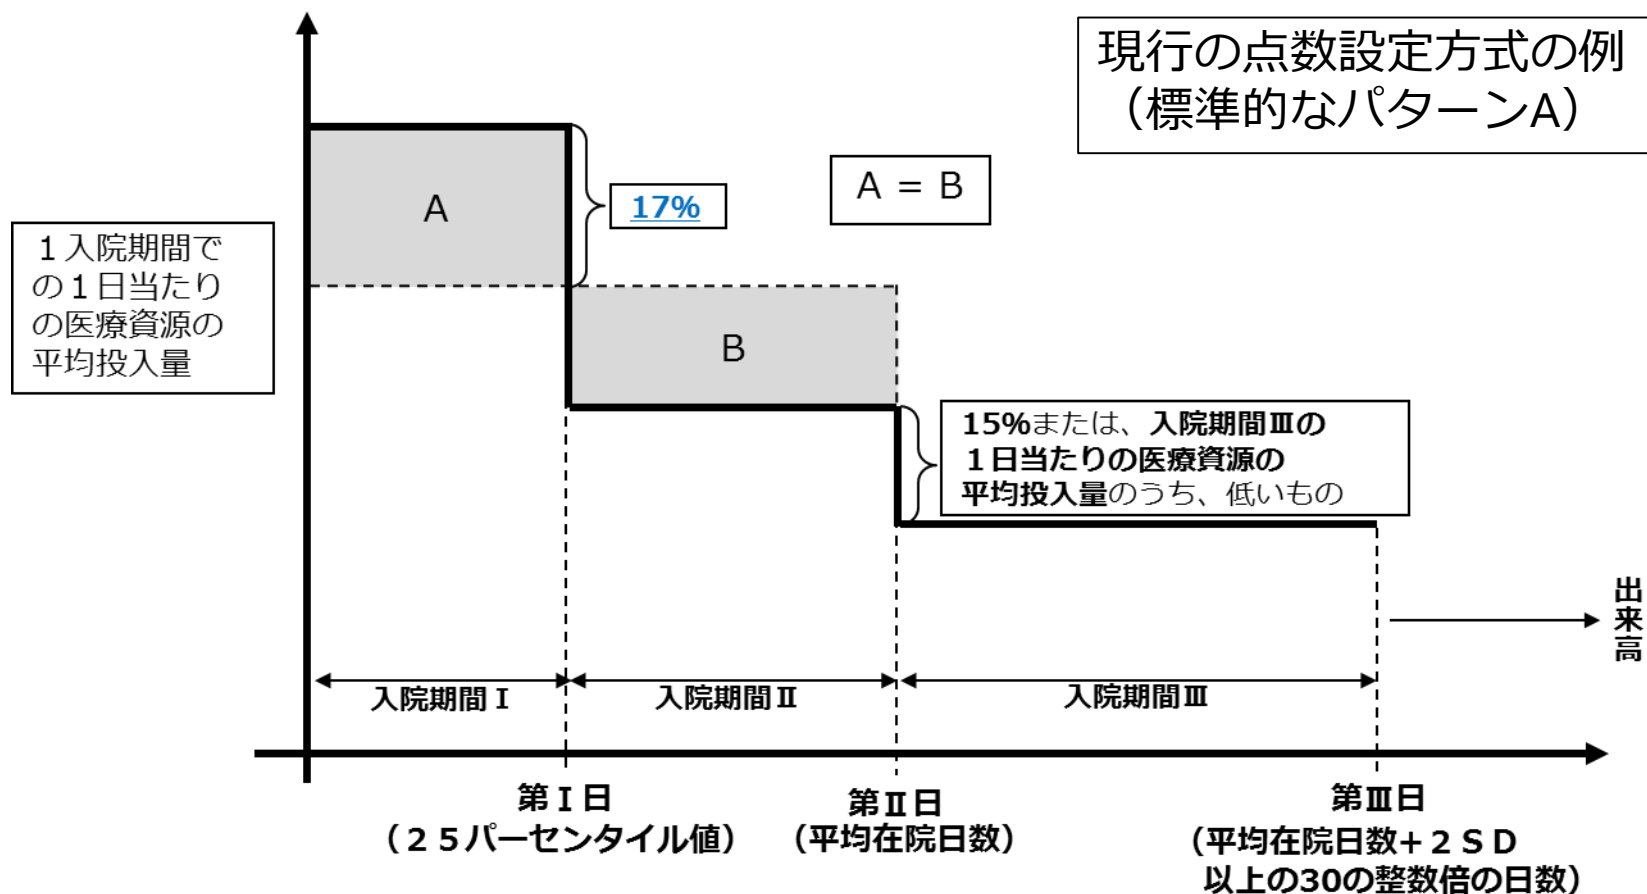 現行の点数設定方式の例
（標準的なパターンA）
A
17%
A = B
１入院期間で
の１日当たり
の医療資源の
平均投入量
B
15%または、入院期間Ⅲの
１日当たりの医療資源の
平均投入量のうち、低いもの
出来高
入院期間Ⅰ
入院期間Ⅱ
入院期間Ⅲ
第Ⅰ日
（２５パーセンタイル値）
第Ⅱ日
（平均在院日数）
第Ⅲ日
（平均在院日数+２ＳＤ
以上の30の整数倍の日数）